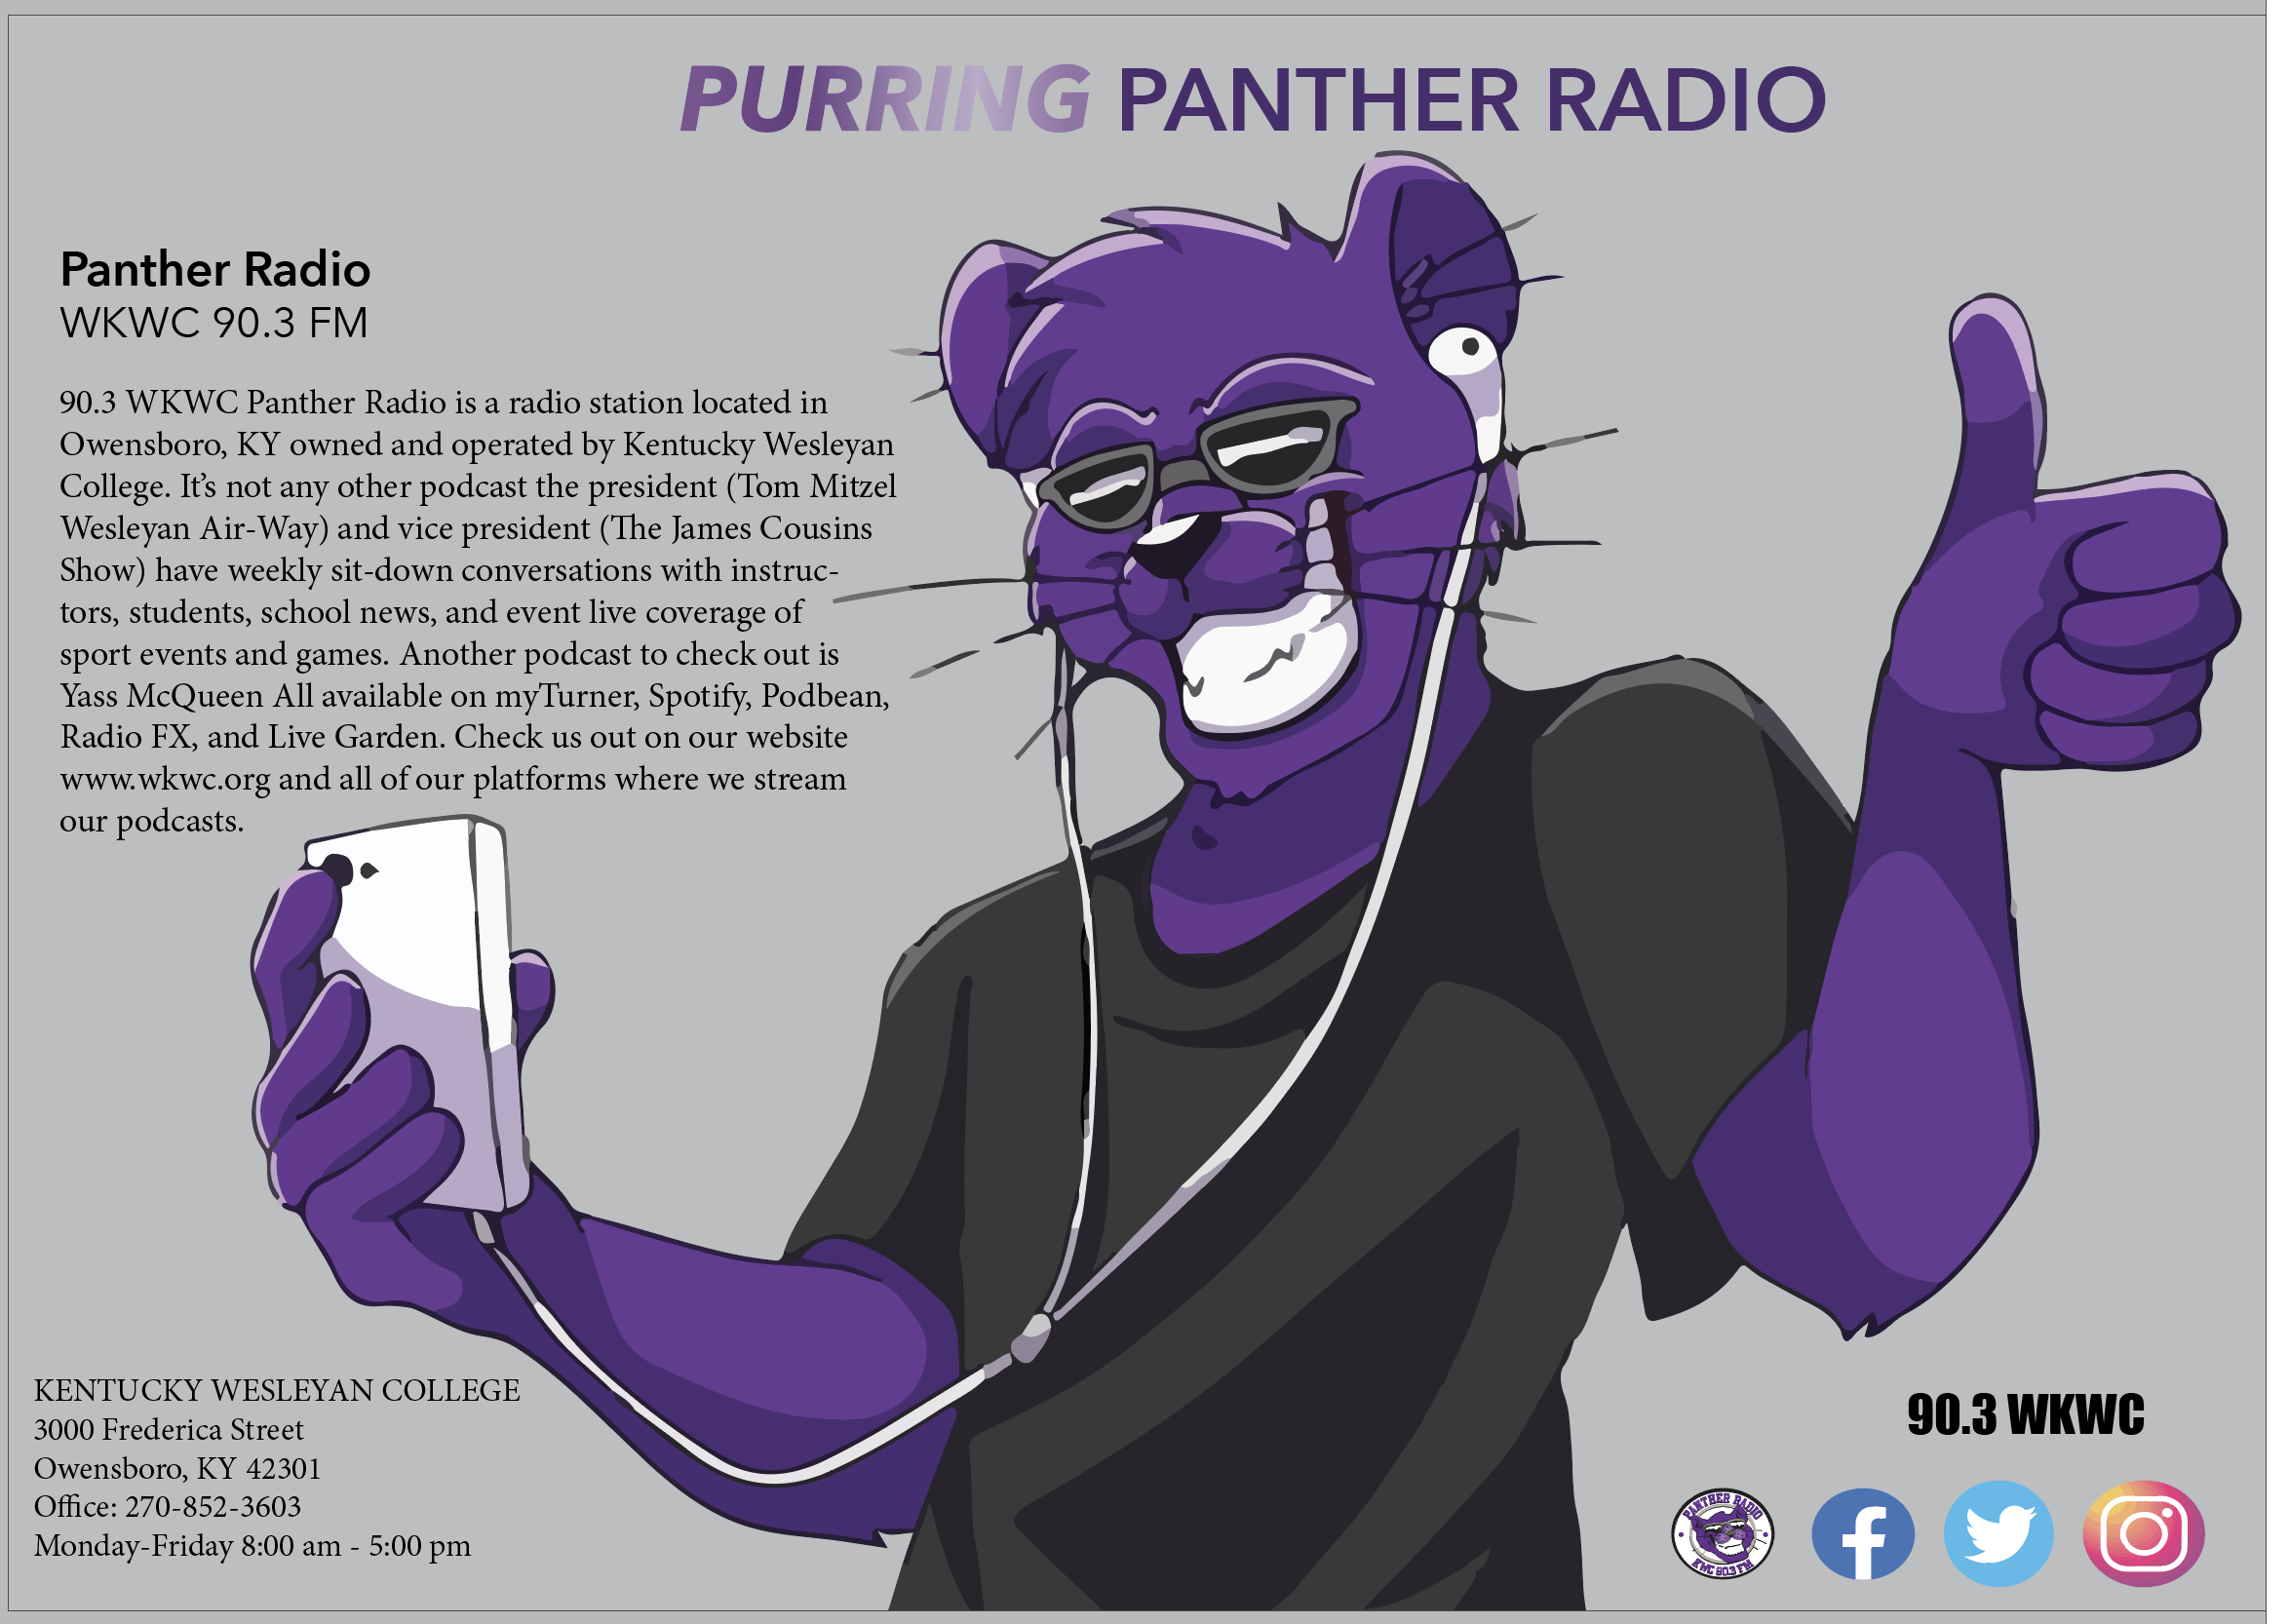 PURRING PANTHER RADIO
Panther Radio
WKWC 90.3 FM
90.3 WKWC Panther Radio is a radio station located in
Owensboro, KY owned and operated by Kentucky Wesleyan
College. It's not any other podcast the president (Tom Mitzel
Wesleyan Air-Way) and vice president (The James Cousins
Show) have weekly sit-down conversations with instruc-
tors, students, school news, and event live coverage of
sport events and games. Another podcast to check out is
Yass McQueen All available on myTurner, Spotify, Podbean,
Radio FX, and Live Garden. Check us out on our website
www.wkwc.org and all of our platforms where we stream
our podcasts.
KENTUCKY WESLEYAN COLLEGE
3000 Frederica Street
Owensboro, KY 42301
Office: 270-852-3603
Monday-Friday 8:00 am - 5:00 pm
90.3 WKWC
PANTHER RADIO
KWC 90.3 FM